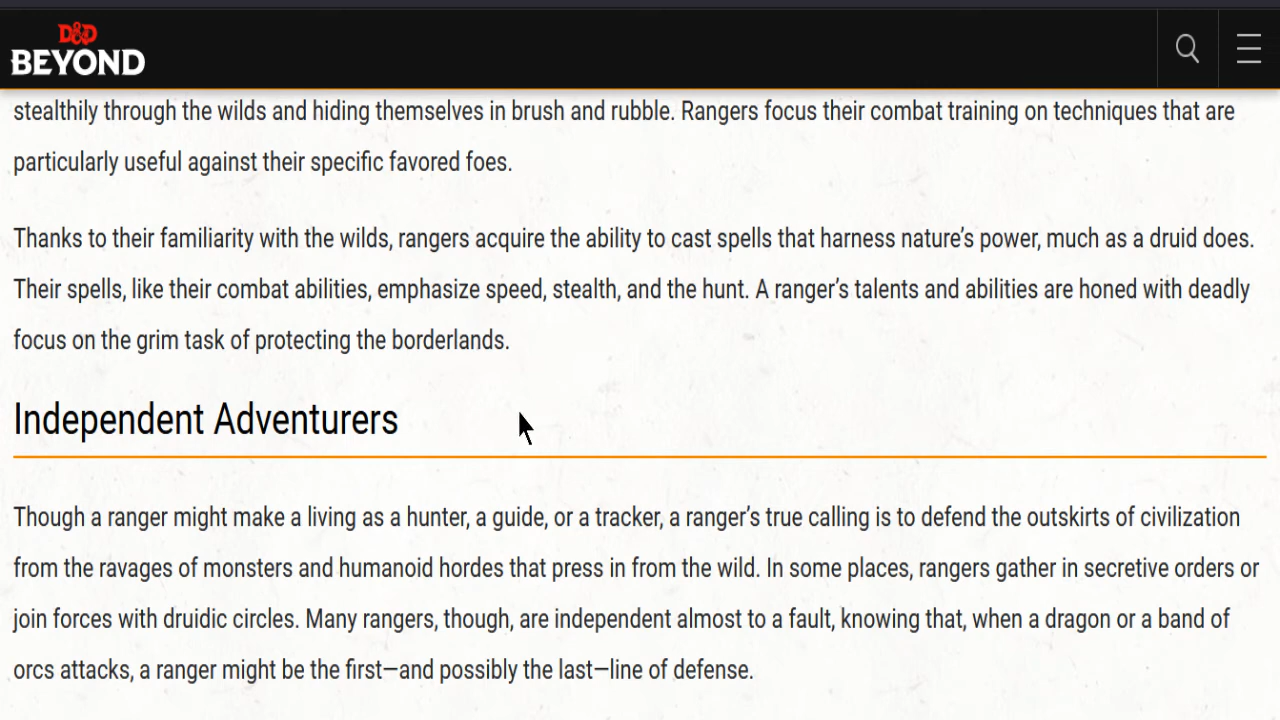 D&D
BEYOND
stealthily through the wilds and hiding themselves in brush and rubble. Rangers focus their combat training on techniques that are
particularly useful against their specific favored foes.
Thanks to their familiarity with the wilds, rangers acquire the ability to cast spells that harness nature’s power, much as a druid does.
Their spells, like their combat abilities, emphasize speed, stealth, and the hunt. A ranger’s talents and abilities are honed with deadly
focus on the grim task of protecting the borderlands.
Independent Adventurers
Though a ranger might make a living as a hunter, a guide, or a tracker, a ranger’s true calling is to defend the outskirts of civilization
from the ravages of monsters and humanoid hordes that press in from the wild. In some places, rangers gather in secretive orders or
join forces with druidic circles. Many rangers, though, are independent almost to a fault, knowing that, when a dragon or a band of
orcs attacks, a ranger might be the first—and possibly the last—line of defense.